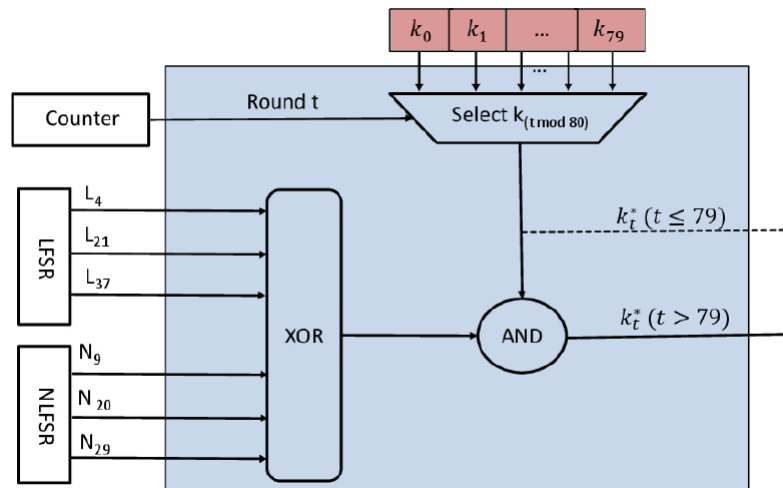 k₀ k₁ ... k₇₉
...
Round t
Counter
Select k₍t mod 80₎
L₄
k*ₜ (t ≤ 79)
L₂₁
LFSR
L₃₇
XOR
AND
k*ₜ (t > 79)
N₉
N₂₀
NLFSR
N₂₉